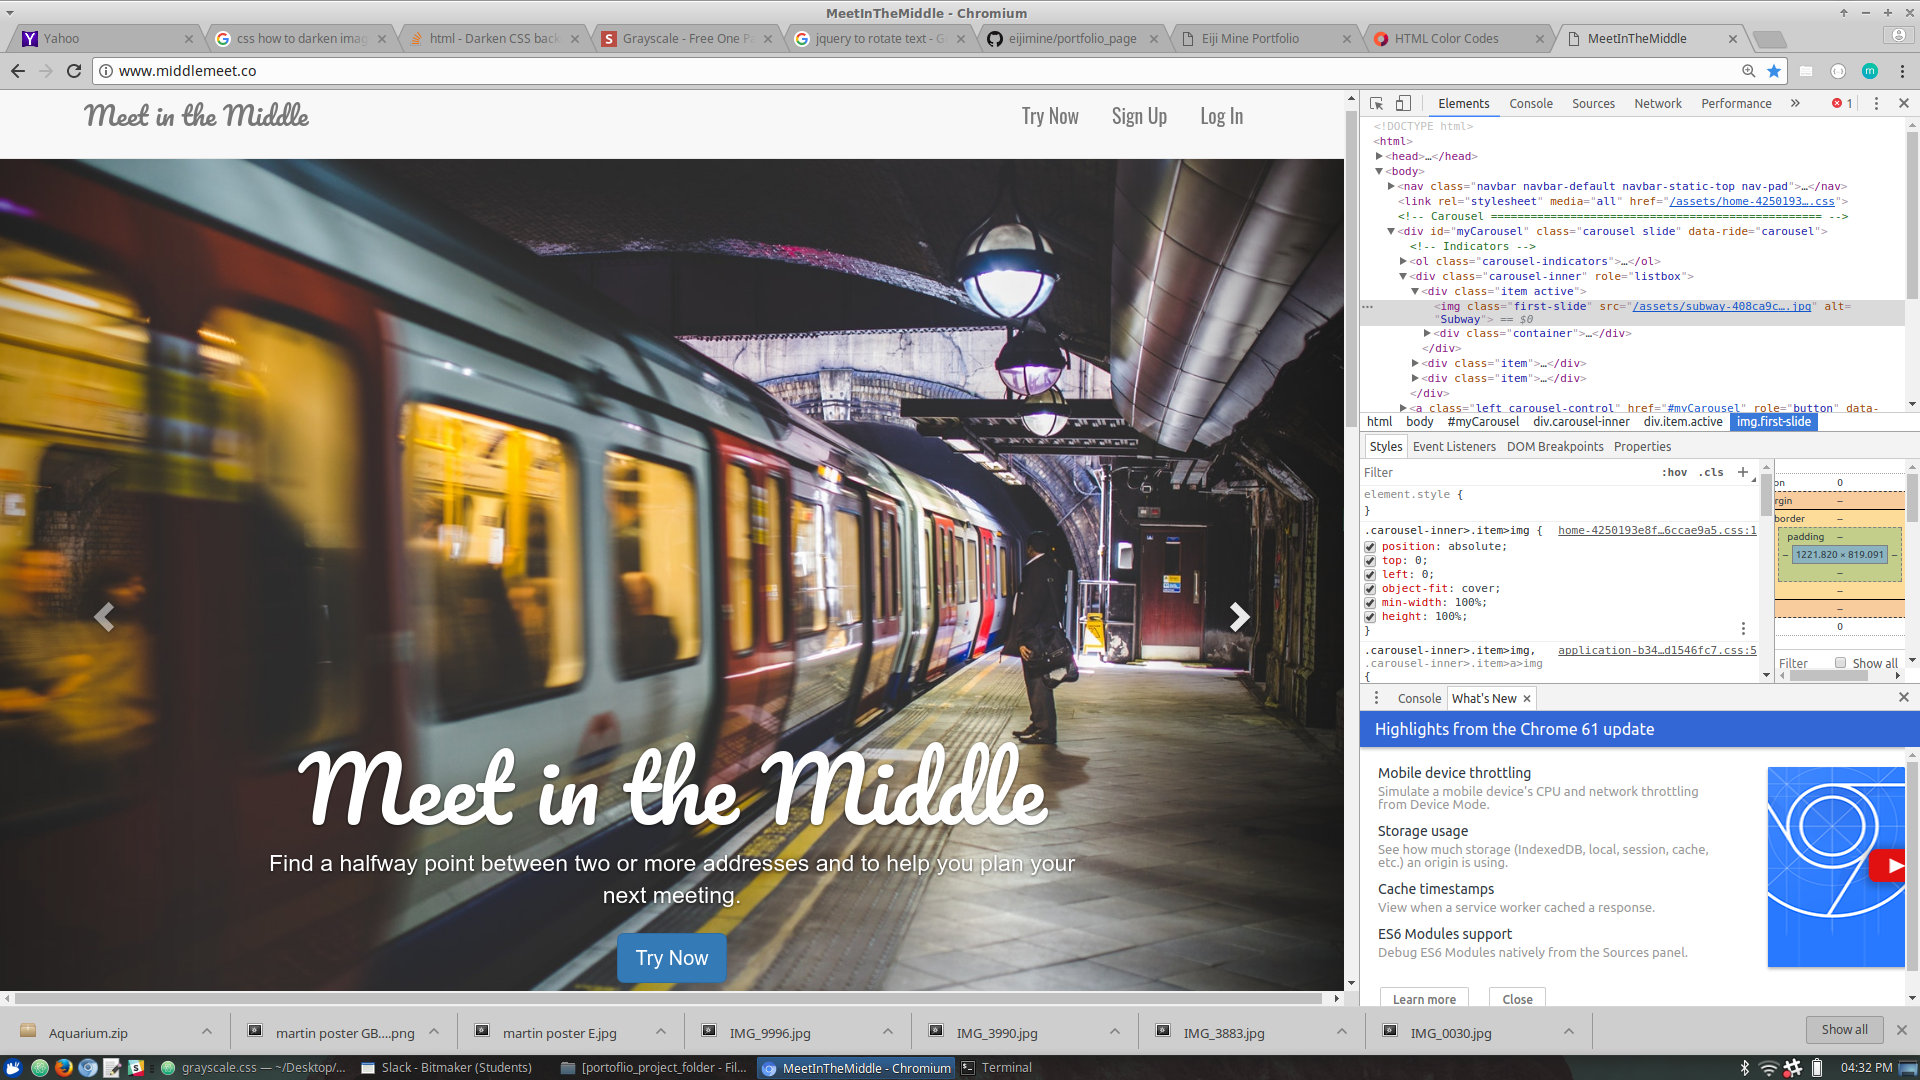 MeetInTheMiddle - Chromium
Yahoo
css how to darken imag
html - Darken CSS back
Grayscale - Free One Pa
jquery to rotate text - G
eijimine/portfolio_page
Eiji Mine Portfolio
HTML Color Codes
MeetInTheMiddle
www.middlemeet.co
Meet in the Middle
Try Now
Sign Up
Log In
Meet in the Middle
Find a halfway point between two or more addresses and to help you plan your
next meeting.
Try Now
Elements
Console
Sources
Network
Performance
»
1
<!DOCTYPE html>
<html>
<head>…</head>
<body>
<nav class="navbar navbar-default navbar-static-top nav-pad">…</nav>
<link rel="stylesheet" media="all" href="/assets/home-4250193….css">
<!-- Carousel ================================================== -->
<div id="myCarousel" class="carousel slide" data-ride="carousel">
<!-- Indicators -->
<ol class="carousel-indicators">…</ol>
<div class="carousel-inner" role="listbox">
<div class="item active">
<img class="first-slide" src="/assets/subway-408ca9c….jpg" alt=
"Subway"> == $0
<div class="container">…</div>
</div>
<div class="item">…</div>
<div class="item">…</div>
</div>
<a class="left carousel-control" href="#myCarousel" role="button" data-
html
body
#myCarousel
div.carousel-inner
div.item.active
img.first-slide
Styles
Event Listeners
DOM Breakpoints
Properties
Filter
:hov
.cls
+
element.style {
}
.carousel-inner>.item>img {
home-4250193e8f…6ccae9a5.css:1
position: absolute;
top: 0;
left: 0;
object-fit: cover;
min-width: 100%;
height: 100%;
}
.carousel-inner>.item>img,
application-b34…d1546fc7.css:5
.carousel-inner>.item>a>img
{
on
0
rgin
–
border
–
padding
–
–
1221.820 × 819.091
–
–
–
–
0
Filter
Show all
Console
What's New
Highlights from the Chrome 61 update
Mobile device throttling
Simulate a mobile device's CPU and network throttling
from Device Mode.
Storage usage
See how much storage (IndexedDB, local, session, cache,
etc.) an origin is using.
Cache timestamps
View when a service worker cached a response.
ES6 Modules support
Debug ES6 Modules natively from the Sources panel.
Learn more
Close
Aquarium.zip
martin poster GB....png
martin poster E.jpg
IMG_9996.jpg
IMG_3990.jpg
IMG_3883.jpg
IMG_0030.jpg
Show all
grayscale.css — ~/Desktop/...
Slack - Bitmaker (Students)
[portoflio_project_folder - Fil...
MeetInTheMiddle - Chromium
Terminal
04:32 PM